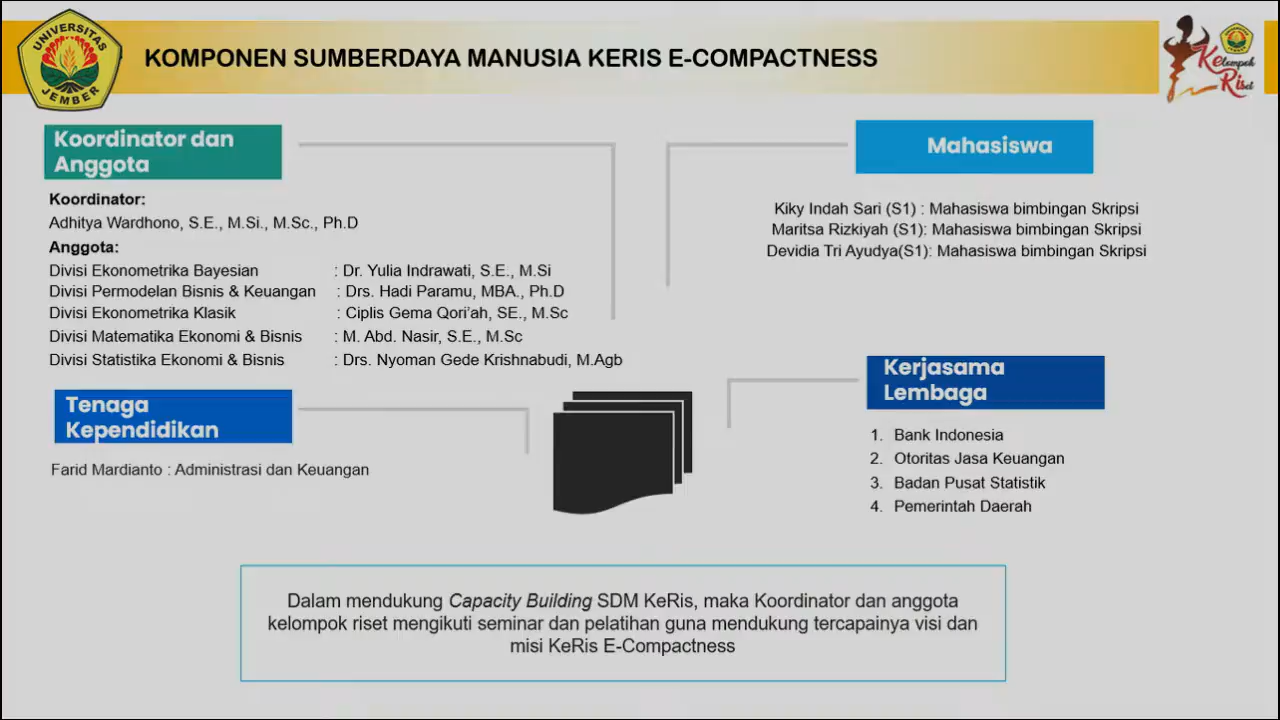 UNIVERSITAS
JEMBER
KOMPONEN SUMBERDAYA MANUSIA KERIS E-COMPACTNESS
Kelompok
Riset
Koordinator dan
Anggota
Koordinator:
Adhitya Wardhono, S.E., M.Si., M.Sc., Ph.D
Anggota:
Divisi Ekonometrika Bayesian : Dr. Yulia Indrawati, S.E., M.Si
Divisi Permodelan Bisnis & Keuangan : Drs. Hadi Paramu, MBA., Ph.D
Divisi Ekonometrika Klasik : Ciplis Gema Qori’ah, SE., M.Sc
Divisi Matematika Ekonomi & Bisnis : M. Abd. Nasir, S.E., M.Sc
Divisi Statistika Ekonomi & Bisnis : Drs. Nyoman Gede Krishnabudi, M.Agb
Mahasiswa
Kiky Indah Sari (S1) : Mahasiswa bimbingan Skripsi
Maritsa Rizkiyah (S1): Mahasiswa bimbingan Skripsi
Devidia Tri Ayudya(S1): Mahasiswa bimbingan Skripsi
Tenaga
Kependidikan
Farid Mardianto : Administrasi dan Keuangan
Kerjasama
Lembaga
1. Bank Indonesia
2. Otoritas Jasa Keuangan
3. Badan Pusat Statistik
4. Pemerintah Daerah
Dalam mendukung Capacity Building SDM KeRis, maka Koordinator dan anggota
kelompok riset mengikuti seminar dan pelatihan guna mendukung tercapainya visi dan
misi KeRis E-Compactness